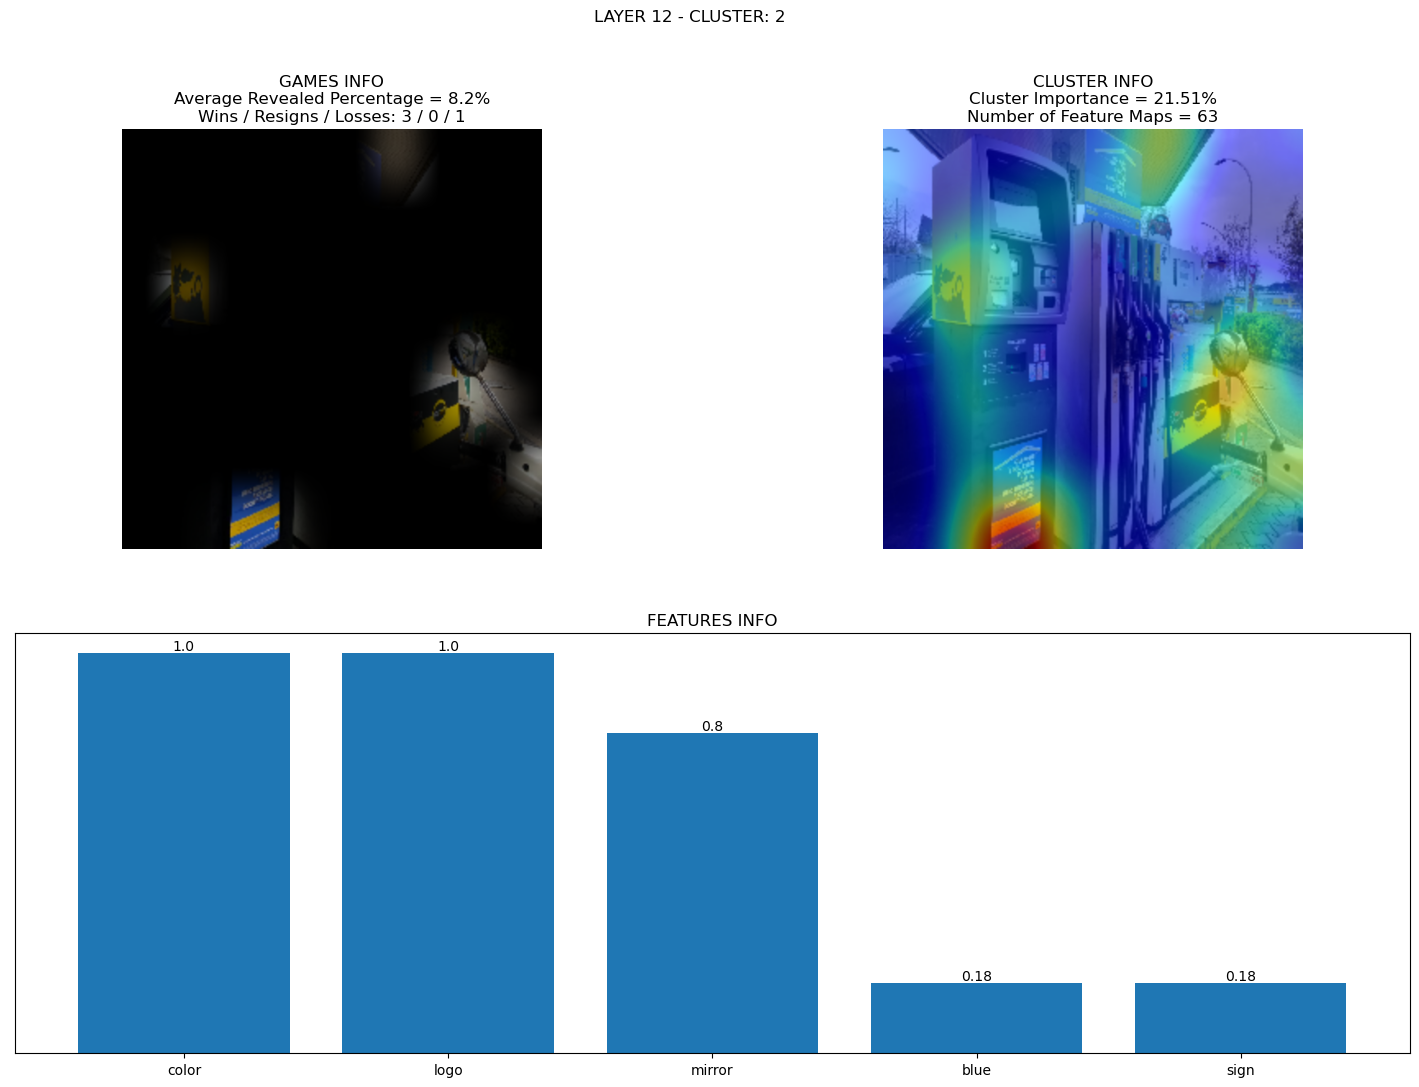 LAYER 12 - CLUSTER: 2
GAMES INFO
Average Revealed Percentage = 8.2%
Wins / Resigns / Losses: 3 / 0 / 1
CLUSTER INFO
Cluster Importance = 21.51%
Number of Feature Maps = 63
FEATURES INFO
1.0
1.0
0.8
0.18
0.18
color
logo
mirror
blue
sign